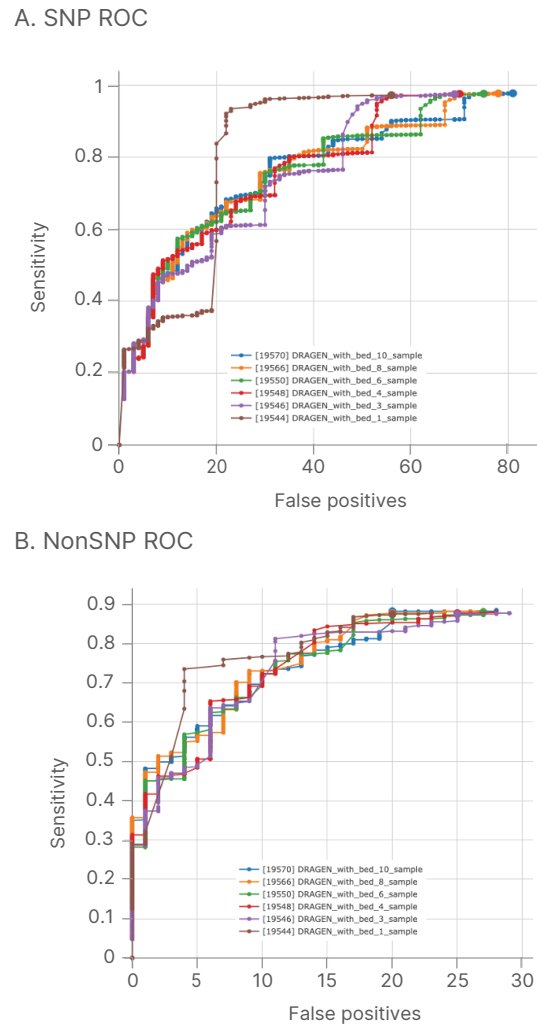 A. SNP ROC
1
0.8
0.6
0.4
0.2
0
Sensitivity
[19570] DRAGEN_with_bed_10_sample
[19566] DRAGEN_with_bed_8_sample
[19550] DRAGEN_with_bed_6_sample
[19548] DRAGEN_with_bed_4_sample
[19546] DRAGEN_with_bed_3_sample
[19544] DRAGEN_with_bed_1_sample
0 20 40 60 80
False positives
B. NonSNP ROC
0.9
0.8
0.7
0.6
0.5
0.4
0.3
0.2
0.1
0
Sensitivity
[19570] DRAGEN_with_bed_10_sample
[19566] DRAGEN_with_bed_8_sample
[19550] DRAGEN_with_bed_6_sample
[19548] DRAGEN_with_bed_4_sample
[19546] DRAGEN_with_bed_3_sample
[19544] DRAGEN_with_bed_1_sample
0 5 10 15 20 25 30
False positives